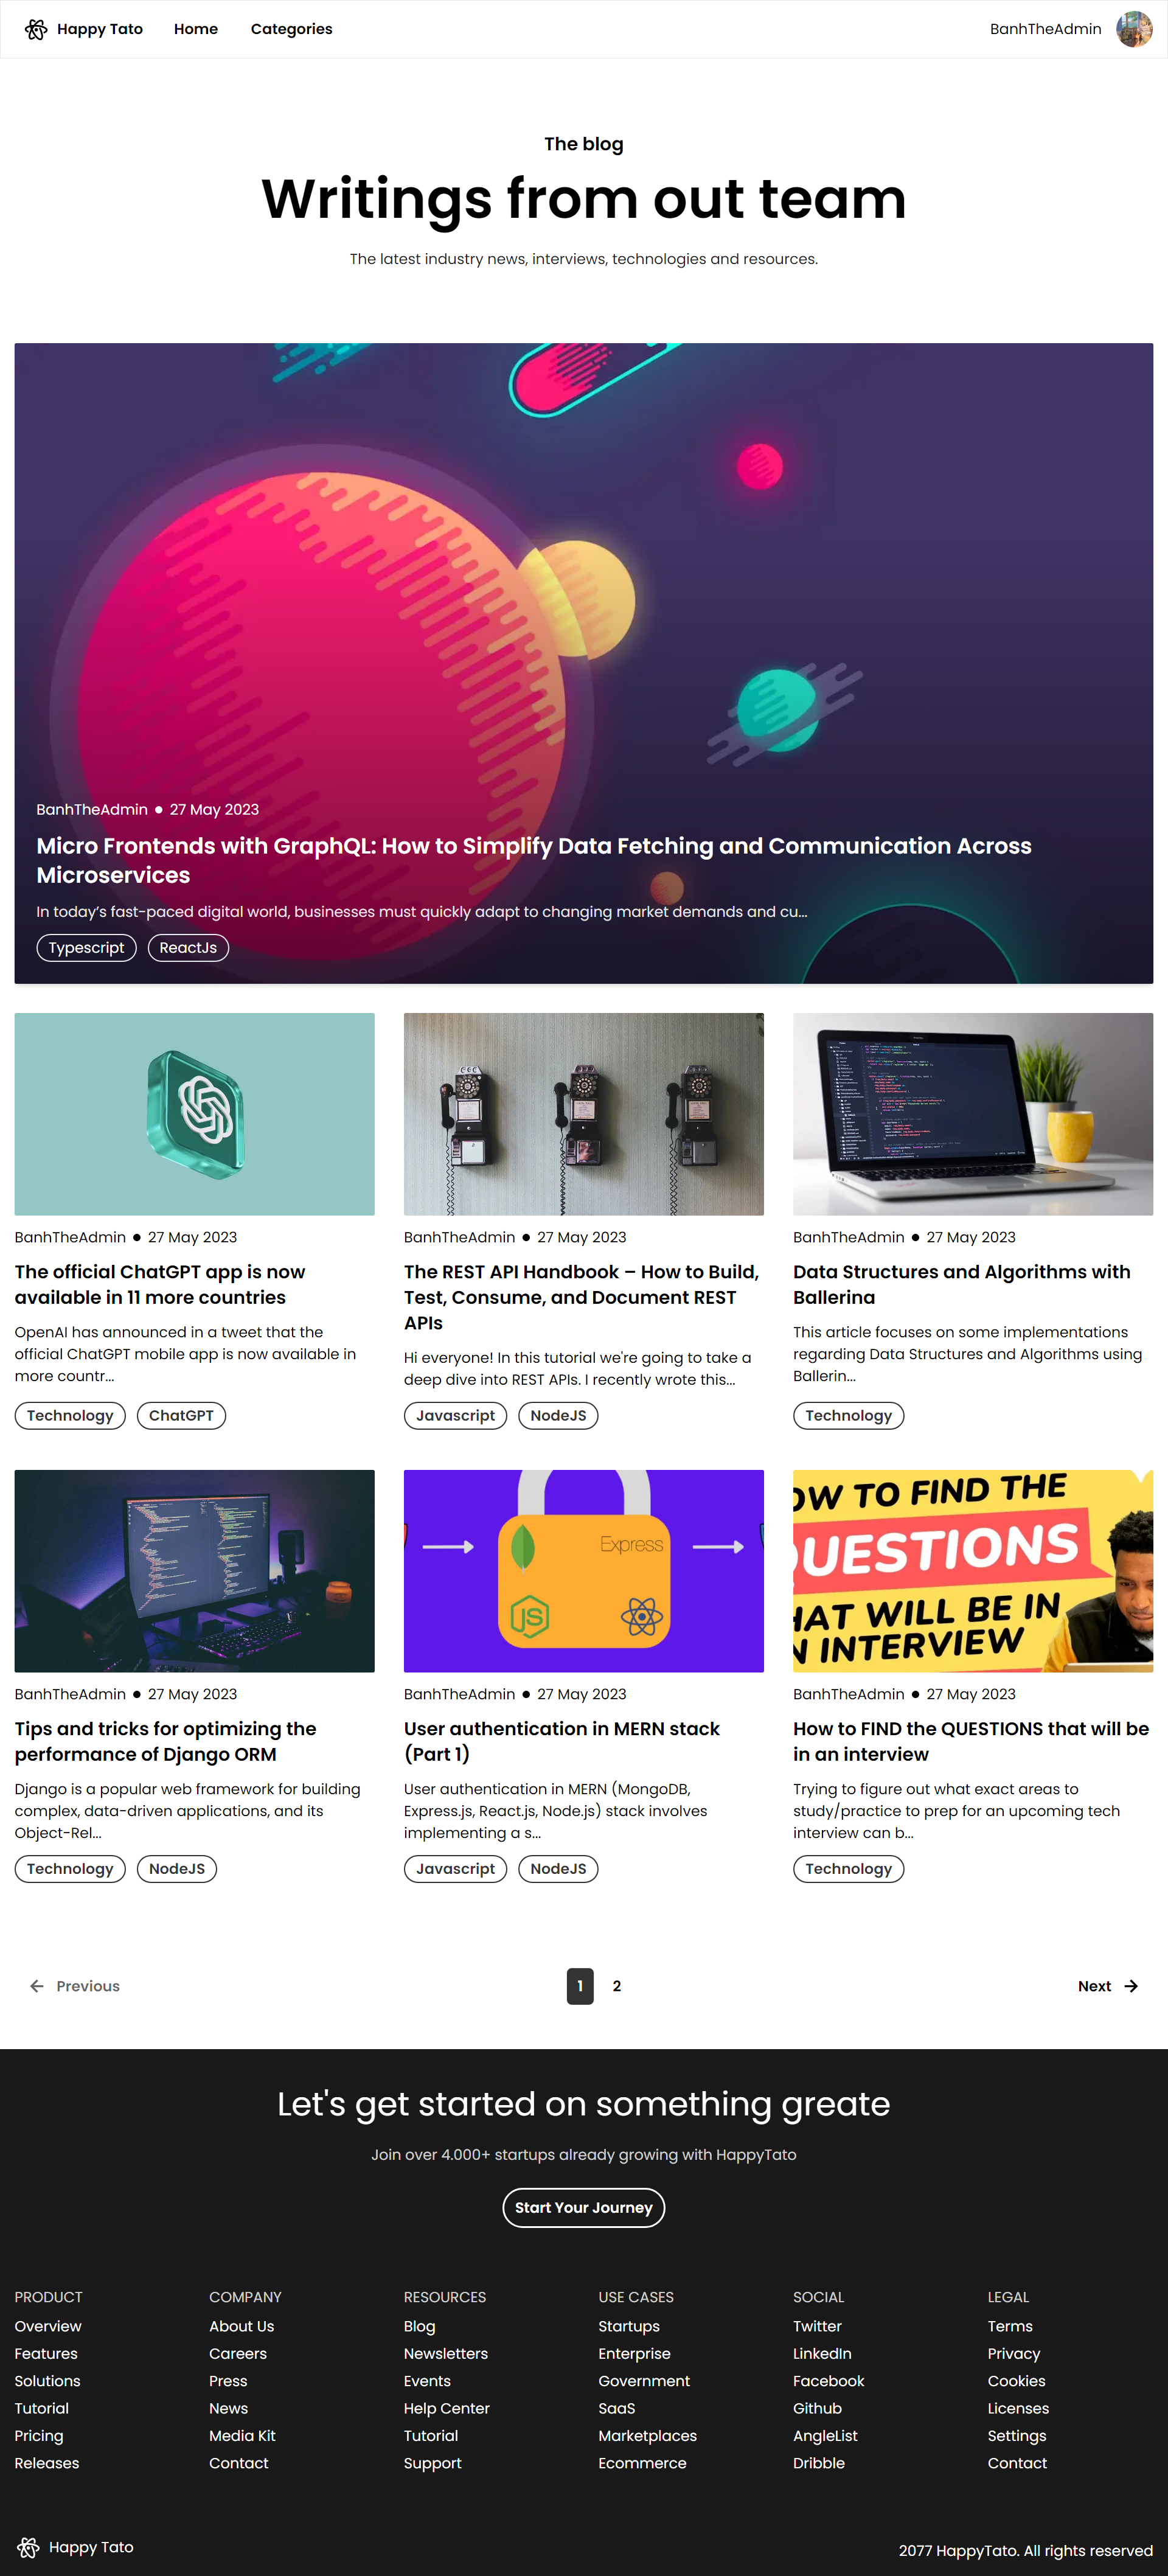 Happy Tato
Home
Categories
BanhTheAdmin
The blog
Writings from out team
The latest industry news, interviews, technologies and resources.
BanhTheAdmin ● 27 May 2023
Micro Frontends with GraphQL: How to Simplify Data Fetching and Communication Across
Microservices
In today's fast-paced digital world, businesses must quickly adapt to changing market demands and cu...
Typescript
ReactJs
BanhTheAdmin ● 27 May 2023
The official ChatGPT app is now
available in 11 more countries
OpenAI has announced in a tweet that the
official ChatGPT mobile app is now available in
more countr...
Technology
ChatGPT
BanhTheAdmin ● 27 May 2023
The REST API Handbook – How to Build,
Test, Consume, and Document REST
APIs
Hi everyone! In this tutorial we're going to take a
deep dive into REST APIs. I recently wrote this...
Javascript
NodeJS
BanhTheAdmin ● 27 May 2023
Data Structures and Algorithms with
Ballerina
This article focuses on some implementations
regarding Data Structures and Algorithms using
Ballerin...
Technology
BanhTheAdmin ● 27 May 2023
Tips and tricks for optimizing the
performance of Django ORM
Django is a popular web framework for building
complex, data-driven applications, and its
Object-Rel...
Technology
NodeJS
Express
JS
BanhTheAdmin ● 27 May 2023
User authentication in MERN stack
(Part 1)
User authentication in MERN (MongoDB,
Express.js, React.js, Node.js) stack involves
implementing a s...
Javascript
NodeJS
OW TO FIND THE
QUESTIONS
HAT WILL BE IN
N INTERVIEW
BanhTheAdmin ● 27 May 2023
How to FIND the QUESTIONS that will be
in an interview
Trying to figure out what exact areas to
study/practice to prep for an upcoming tech
interview can b...
Technology
Previous
1
2
Next
Let's get started on something greate
Join over 4.000+ startups already growing with HappyTato
Start Your Journey
PRODUCT
Overview
Features
Solutions
Tutorial
Pricing
Releases
COMPANY
About Us
Careers
Press
News
Media Kit
Contact
RESOURCES
Blog
Newsletters
Events
Help Center
Tutorial
Support
USE CASES
Startups
Enterprise
Government
SaaS
Marketplaces
Ecommerce
SOCIAL
Twitter
LinkedIn
Facebook
Github
AngleList
Dribble
LEGAL
Terms
Privacy
Cookies
Licenses
Settings
Contact
Happy Tato
2077 HappyTato. All rights reserved